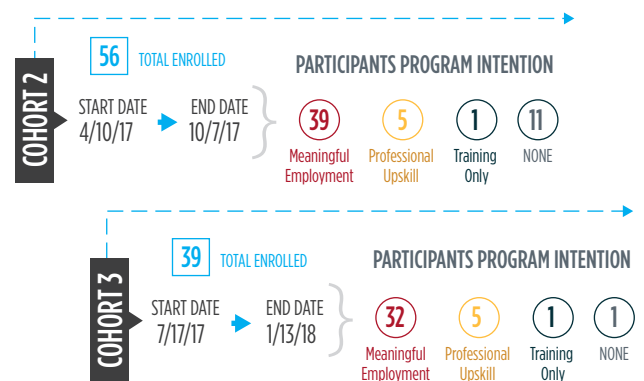 COHORT 2
56 TOTAL ENROLLED
START DATE
4/10/17
END DATE
10/7/17
PARTICIPANTS PROGRAM INTENTION
39
Meaningful
Employment
5
Professional
Upskill
1
Training
Only
11
NONE
COHORT 3
39 TOTAL ENROLLED
START DATE
7/17/17
END DATE
1/13/18
PARTICIPANTS PROGRAM INTENTION
32
Meaningful
Employment
5
Professional
Upskill
1
Training
Only
1
NONE